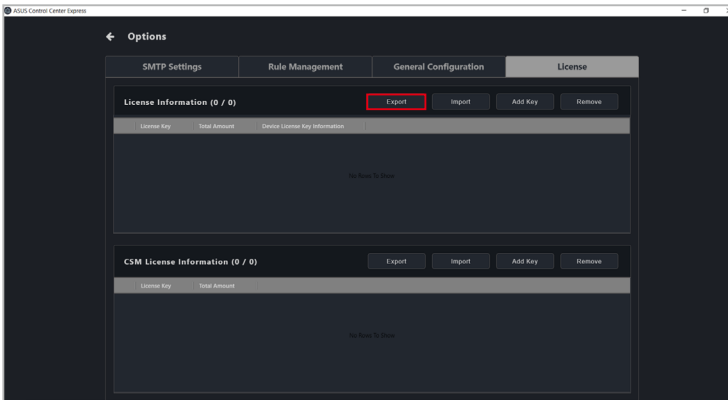 ASUS Control Center Express
Options
SMTP Settings Rule Management General Configuration License
License Information (0 / 0) Export Import Add Key Remove
License Key Total Amount Device License Key Information
No Rows To Show
CSM License Information (0 / 0) Export Import Add Key Remove
License Key Total Amount
No Rows To Show